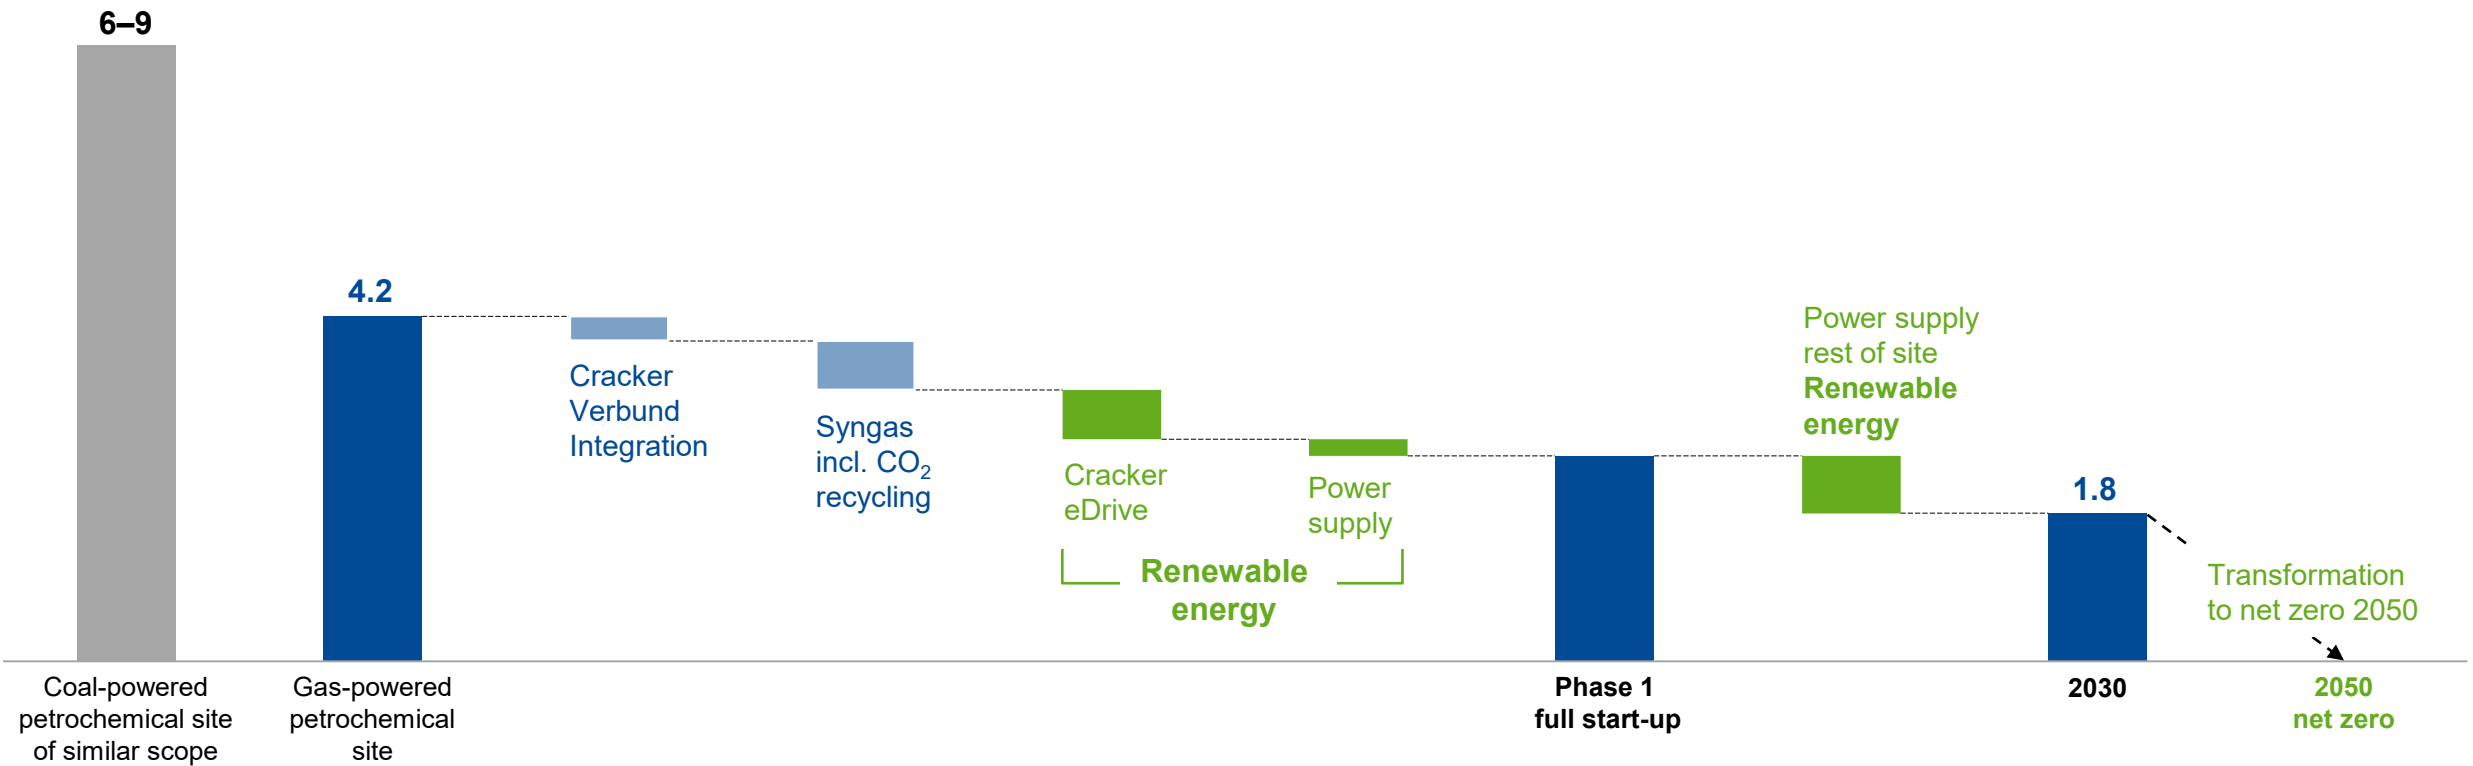 6–9
Coal-powered
petrochemical site
of similar scope
4.2
Gas-powered
petrochemical
site
Cracker
Verbund
Integration
Syngas
incl. CO₂
recycling
Cracker
eDrive
Power
supply
Renewable
energy
Phase 1
full start-up
Power supply
rest of site
Renewable
energy
1.8
2030
Transformation
to net zero 2050
2050
net zero